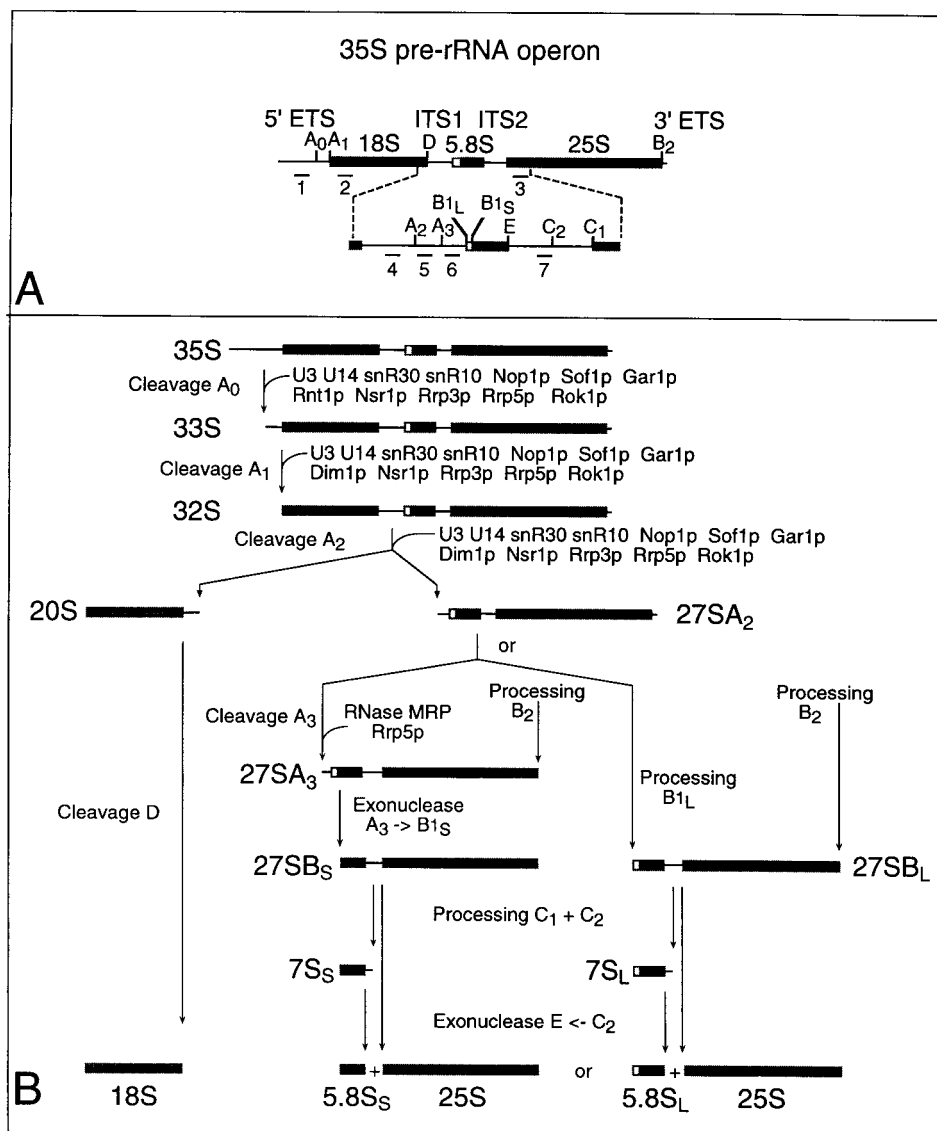 35S pre-rRNA operon
5' ETS ITS1 ITS2 3' ETS
A0 A1 18S D 5.8S 25S B2
1 2 3
B1L B1S
A2 A3 E C2 C1
4 5 6 7
A
35S
Cleavage A0 U3 U14 snR30 snR10 Nop1p Sof1p Gar1p
Rnt1p Nsr1p Rrp3p Rrp5p Rok1p
33S
Cleavage A1 U3 U14 snR30 snR10 Nop1p Sof1p Gar1p
Dim1p Nsr1p Rrp3p Rrp5p Rok1p
32S
Cleavage A2 U3 U14 snR30 snR10 Nop1p Sof1p Gar1p
Dim1p Nsr1p Rrp3p Rrp5p Rok1p
20S 27SA2
or
Cleavage A3 RNase MRP
Rrp5p
Processing
B2
Processing
B2
27SA3
Cleavage D
Exonuclease
A3 -> B1S
Processing
B1L
27SBS 27SBL
Processing C1 + C2
7SS 7SL
Exonuclease E <- C2
+ or +
18S 5.8SS 25S 5.8SL 25S
B